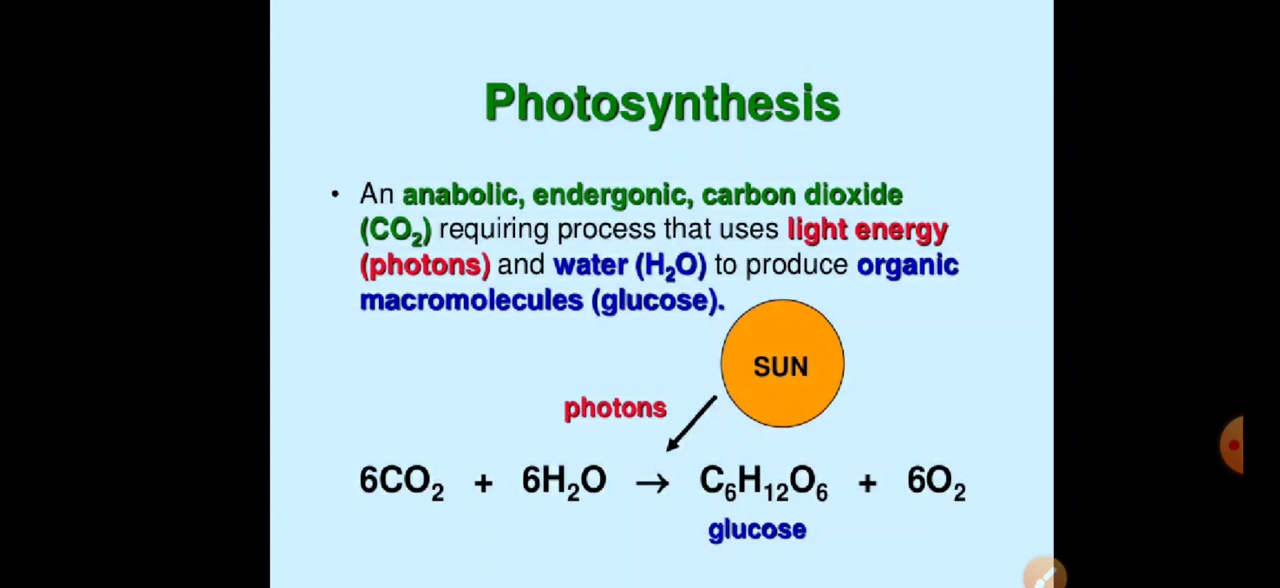 Photosynthesis
• An anabolic, endergonic, carbon dioxide
(CO₂) requiring process that uses light energy
(photons) and water (H₂O) to produce organic
macromolecules (glucose).
SUN
photons
6CO₂ + 6H₂O → C₆H₁₂O₆ + 6O₂
glucose